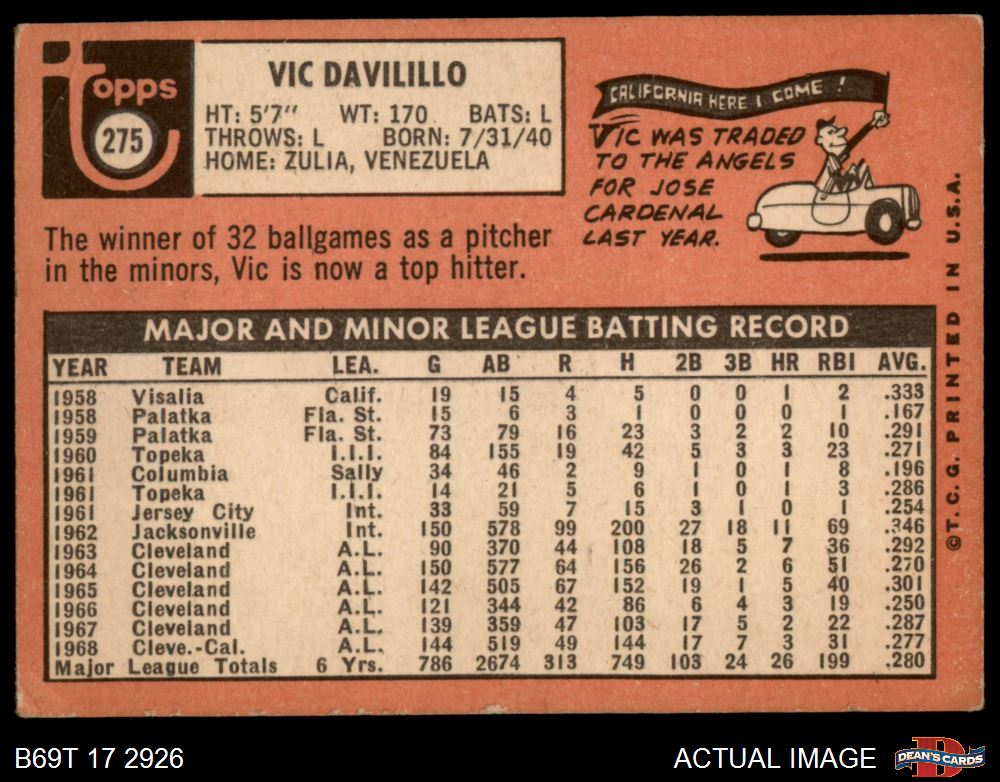 Topps
275
VIC DAVILILLO
HT: 5'7" WT: 170 BATS: L
THROWS: L BORN: 7/31/40
HOME: ZULIA, VENEZUELA
The winner of 32 ballgames as a pitcher
in the minors, Vic is now a top hitter.
CALIFORNIA HERE I COME!
VIC WAS TRADED
TO THE ANGELS
FOR JOSE
CARDENAL
LAST YEAR.
MAJOR AND MINOR LEAGUE BATTING RECORD
YEAR TEAM LEA. G AB R H 2B 3B HR RBI AVG.
1958 Visalia Calif. 19 15 4 5 0 0 1 2 .333
1958 Palatka Fla. St. 15 6 3 1 0 0 0 1 .167
1959 Palatka Fla. St. 73 79 16 23 3 2 2 10 .291
1960 Topeka I.I.I. 84 155 19 42 5 3 3 23 .271
1961 Columbia Sally 34 46 2 9 1 0 1 8 .196
1961 Topeka I.I.I. 14 21 5 6 1 0 1 3 .286
1961 Jersey City Int. 33 59 7 15 3 1 0 1 .254
1962 Jacksonville Int. 150 578 99 200 27 18 11 69 .346
1963 Cleveland A.L. 90 370 44 108 18 5 7 36 .292
1964 Cleveland A.L. 150 577 64 156 26 2 6 51 .270
1965 Cleveland A.L. 142 505 67 152 19 1 5 40 .301
1966 Cleveland A.L. 121 344 42 86 6 4 3 19 .250
1967 Cleveland A.L. 139 359 47 103 17 5 2 22 .287
1968 Cleve.-Cal. A.L. 144 519 49 144 17 7 3 31 .277
Major League Totals 6 Yrs. 786 2674 313 749 103 24 26 199 .280
©T.C.G. PRINTED IN U.S.A.
B69T 17 2926
ACTUAL IMAGE
D
DEAN'S CARDS